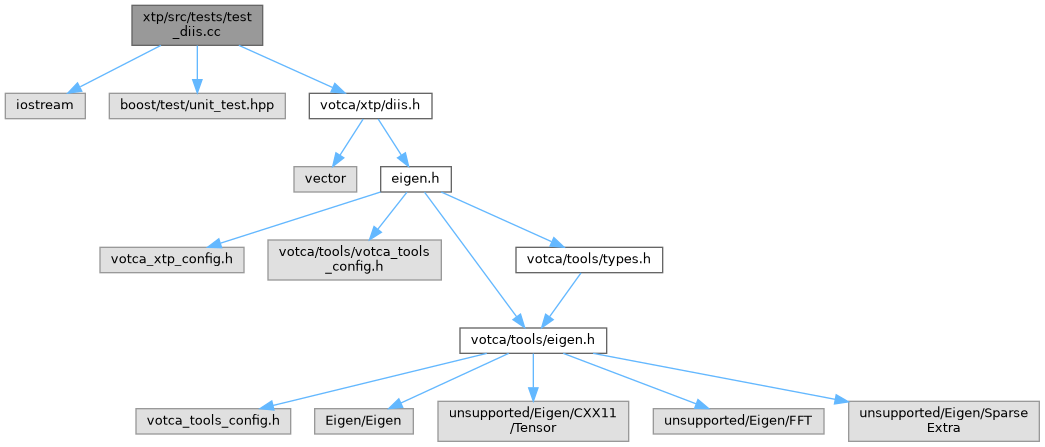 xtp/src/tests/test
_diis.cc
iostream
boost/test/unit_test.hpp
votca/xtp/diis.h
vector
eigen.h
votca_xtp_config.h
votca/tools/votca_tools
_config.h
votca/tools/types.h
votca/tools/eigen.h
votca_tools_config.h
Eigen/Eigen
unsupported/Eigen/CXX11
/Tensor
unsupported/Eigen/FFT
unsupported/Eigen/Sparse
Extra